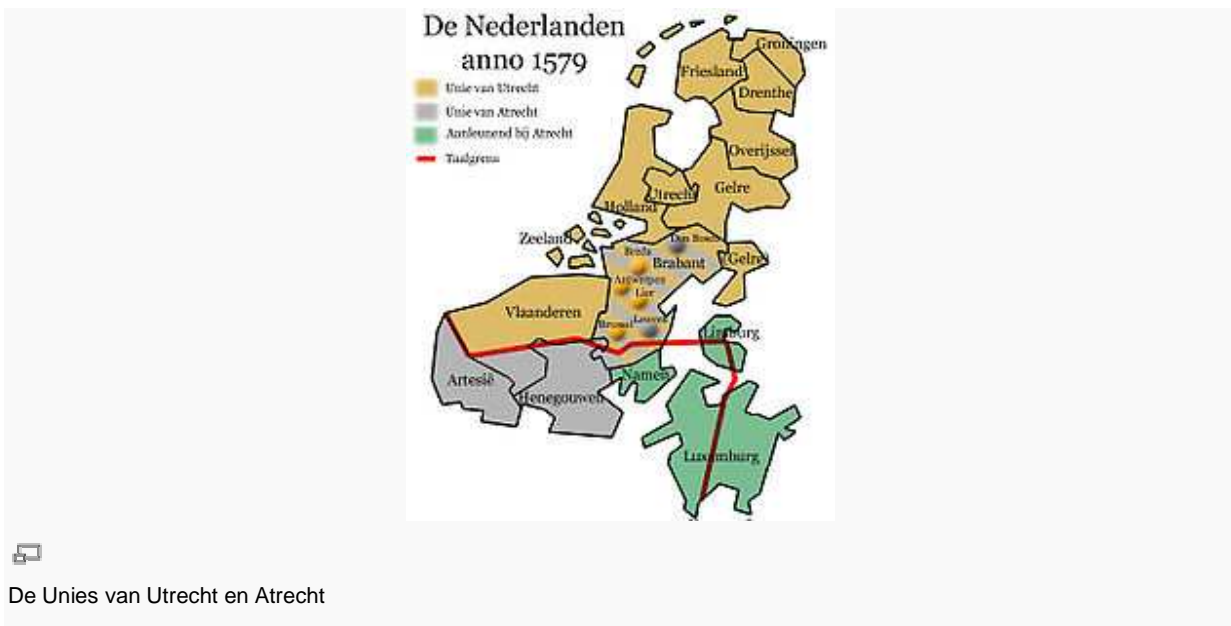 De Nederlanden
anno 1579
Unie van Utrecht
Unie van Atrecht
Aanleunend bij Atrecht
Taalgrens
Groningen
Friesland
Drenthe
Overijssel
Utrecht
Gelre
Holland
Zeeland
Den Bosch
Breda
Brabant
(Gelre)
Antwerpen
Lier
Vlaanderen
Brussel
Leuven
Limburg
Artesië
Namen
Henegouwen
Luxemburg
De Unies van Utrecht en Atrecht